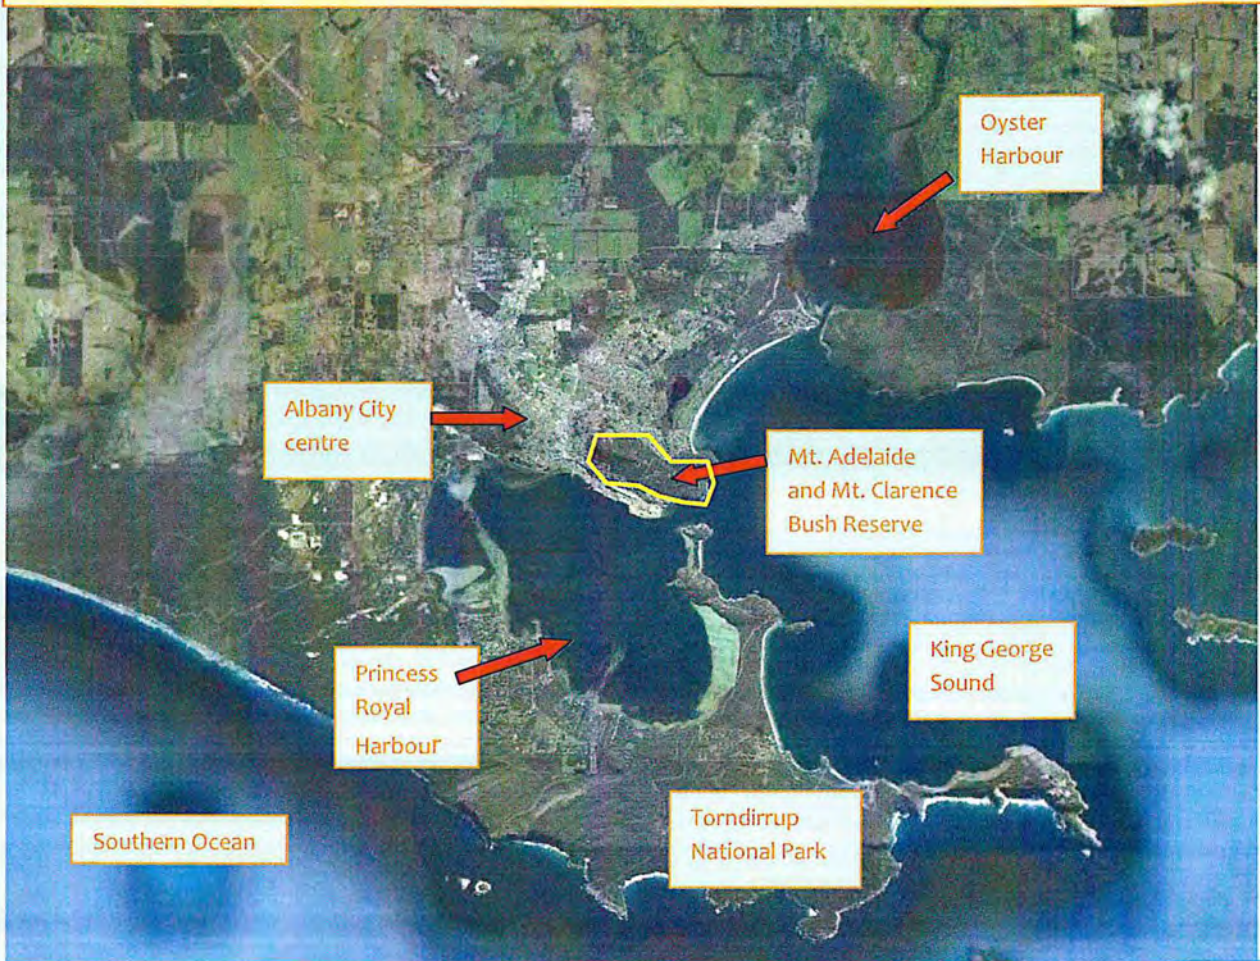 Oyster
Harbour
Albany City
centre
Mt. Adelaide
and Mt. Clarence
Bush Reserve
King George
Sound
Princess
Royal
Harbour
Torndirrup
National Park
Southern Ocean